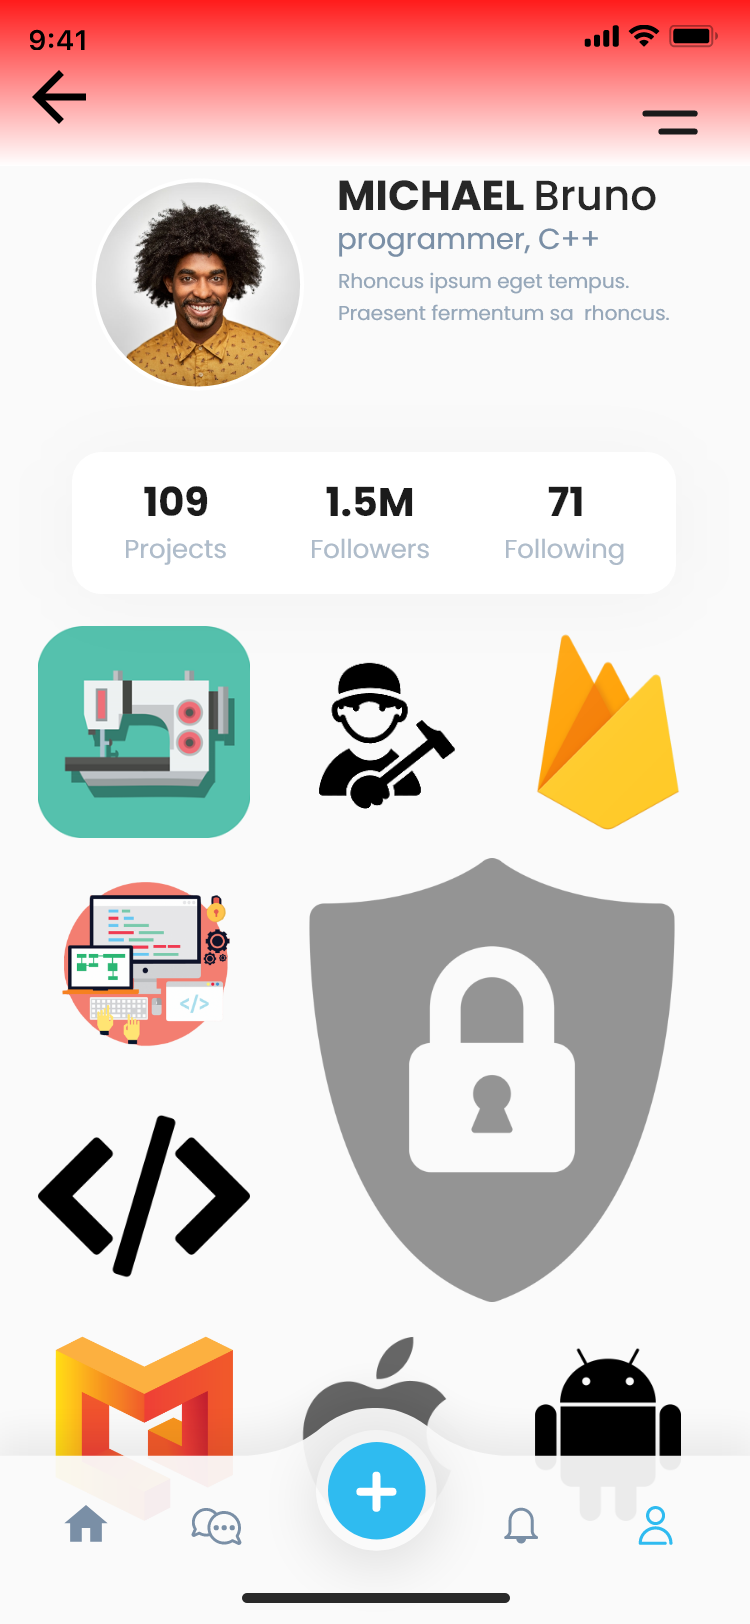 9:41
MICHAEL Bruno
programmer, C++
Rhoncus ipsum eget tempus.
Praesent fermentum sa rhoncus.
109 1.5M 71
Projects Followers Following
</>